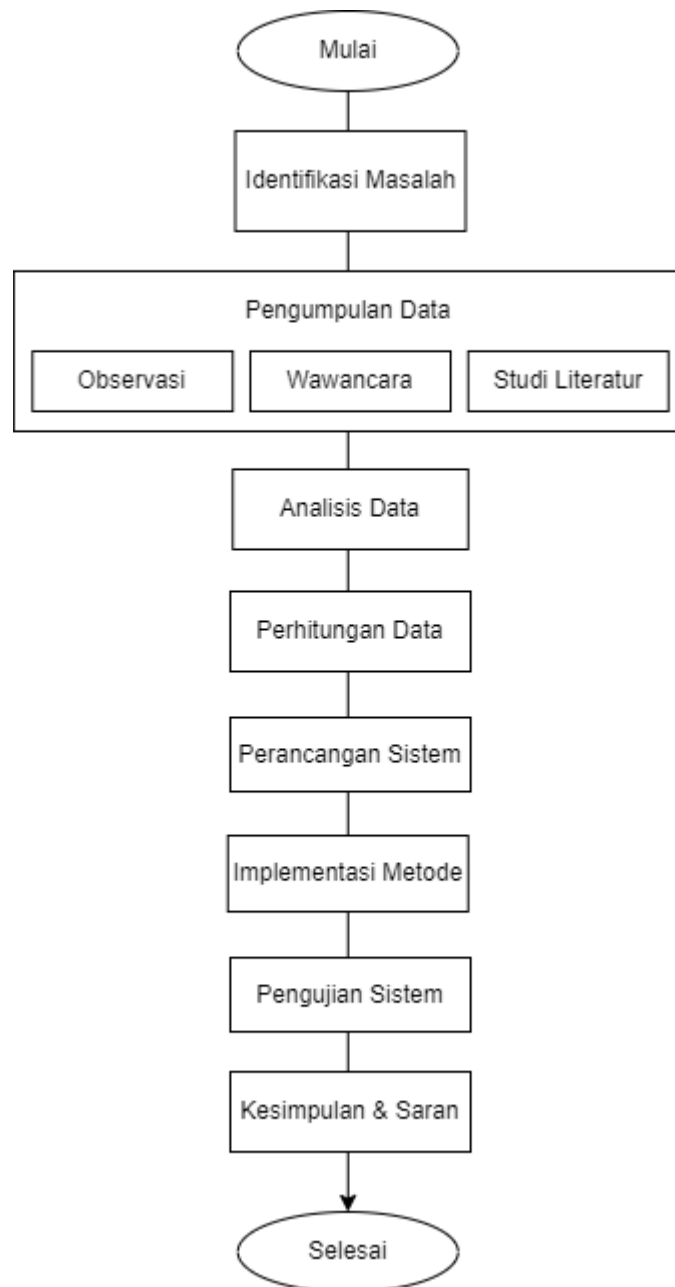 Mulai
Identifikasi Masalah
Pengumpulan Data
Observasi
Wawancara
Studi Literatur
Analisis Data
Perhitungan Data
Perancangan Sistem
Implementasi Metode
Pengujian Sistem
Kesimpulan & Saran
Selesai